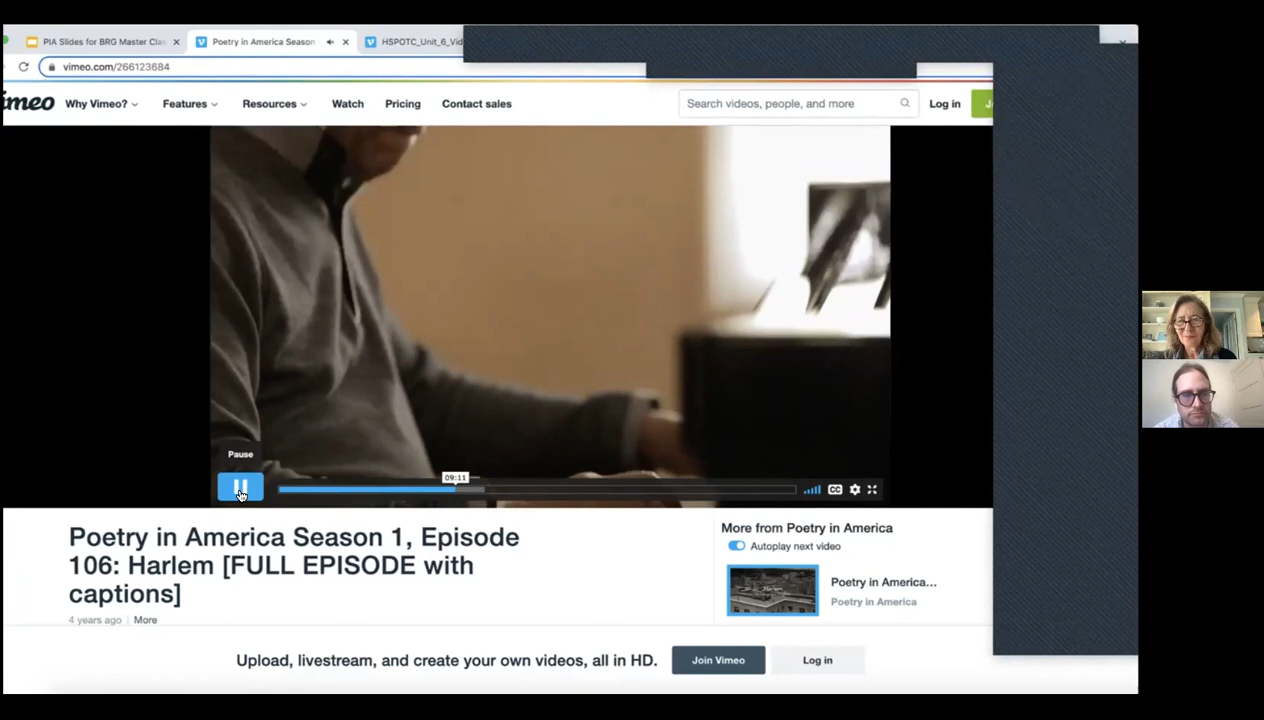 PIA Slides for BRG Master Cla
Poetry in America Season
HSPOTC_Unit_6_Vid
vimeo.com/266123684
vimeo
Why Vimeo?
Features
Resources
Watch
Pricing
Contact sales
Search videos, people, and more
Log in
J
Pause
09:11
CC
Poetry in America Season 1, Episode
106: Harlem [FULL EPISODE with
captions]
4 years ago | More
More from Poetry in America
Autoplay next video
Poetry in America...
Poetry in America
Upload, livestream, and create your own videos, all in HD.
Join Vimeo
Log in